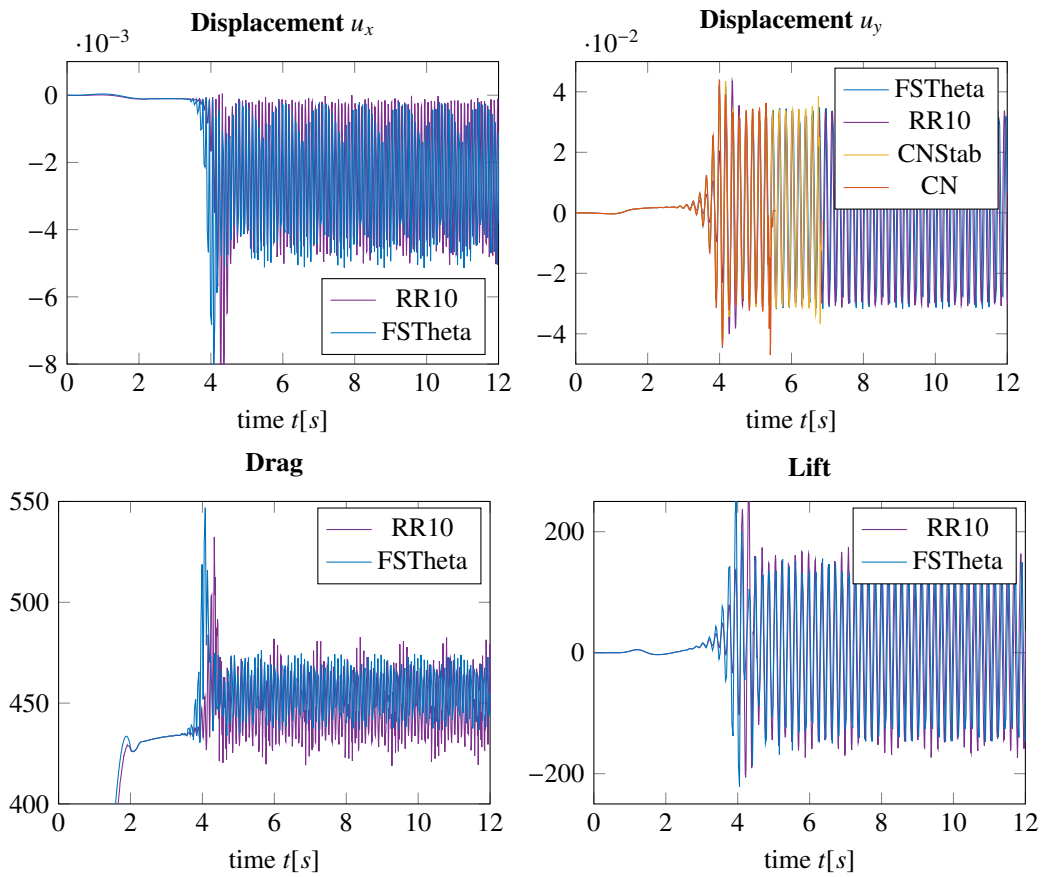 Displacement u_x
·10⁻³
0
−2
−4
−6
−8
0 2 4 6 8 10 12
time t[s]
RR10
FSTheta
Displacement u_y
·10⁻²
4
2
0
−2
−4
0 2 4 6 8 10 12
time t[s]
FSTheta
RR10
CNStab
CN
Drag
550
500
450
400
0 2 4 6 8 10 12
time t[s]
RR10
FSTheta
Lift
200
0
−200
0 2 4 6 8 10 12
time t[s]
RR10
FSTheta